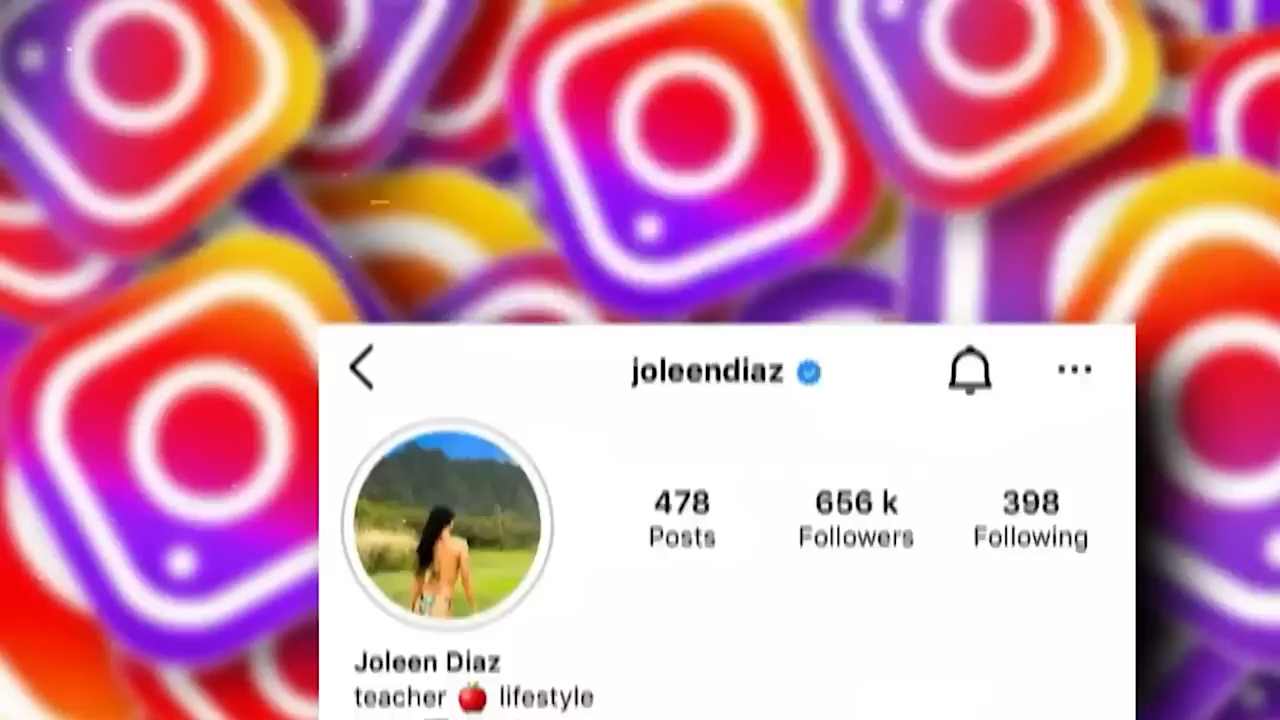 joleendiaz
478 656 k 398
Posts Followers Following
Joleen Diaz
teacher 🍎 lifestyle